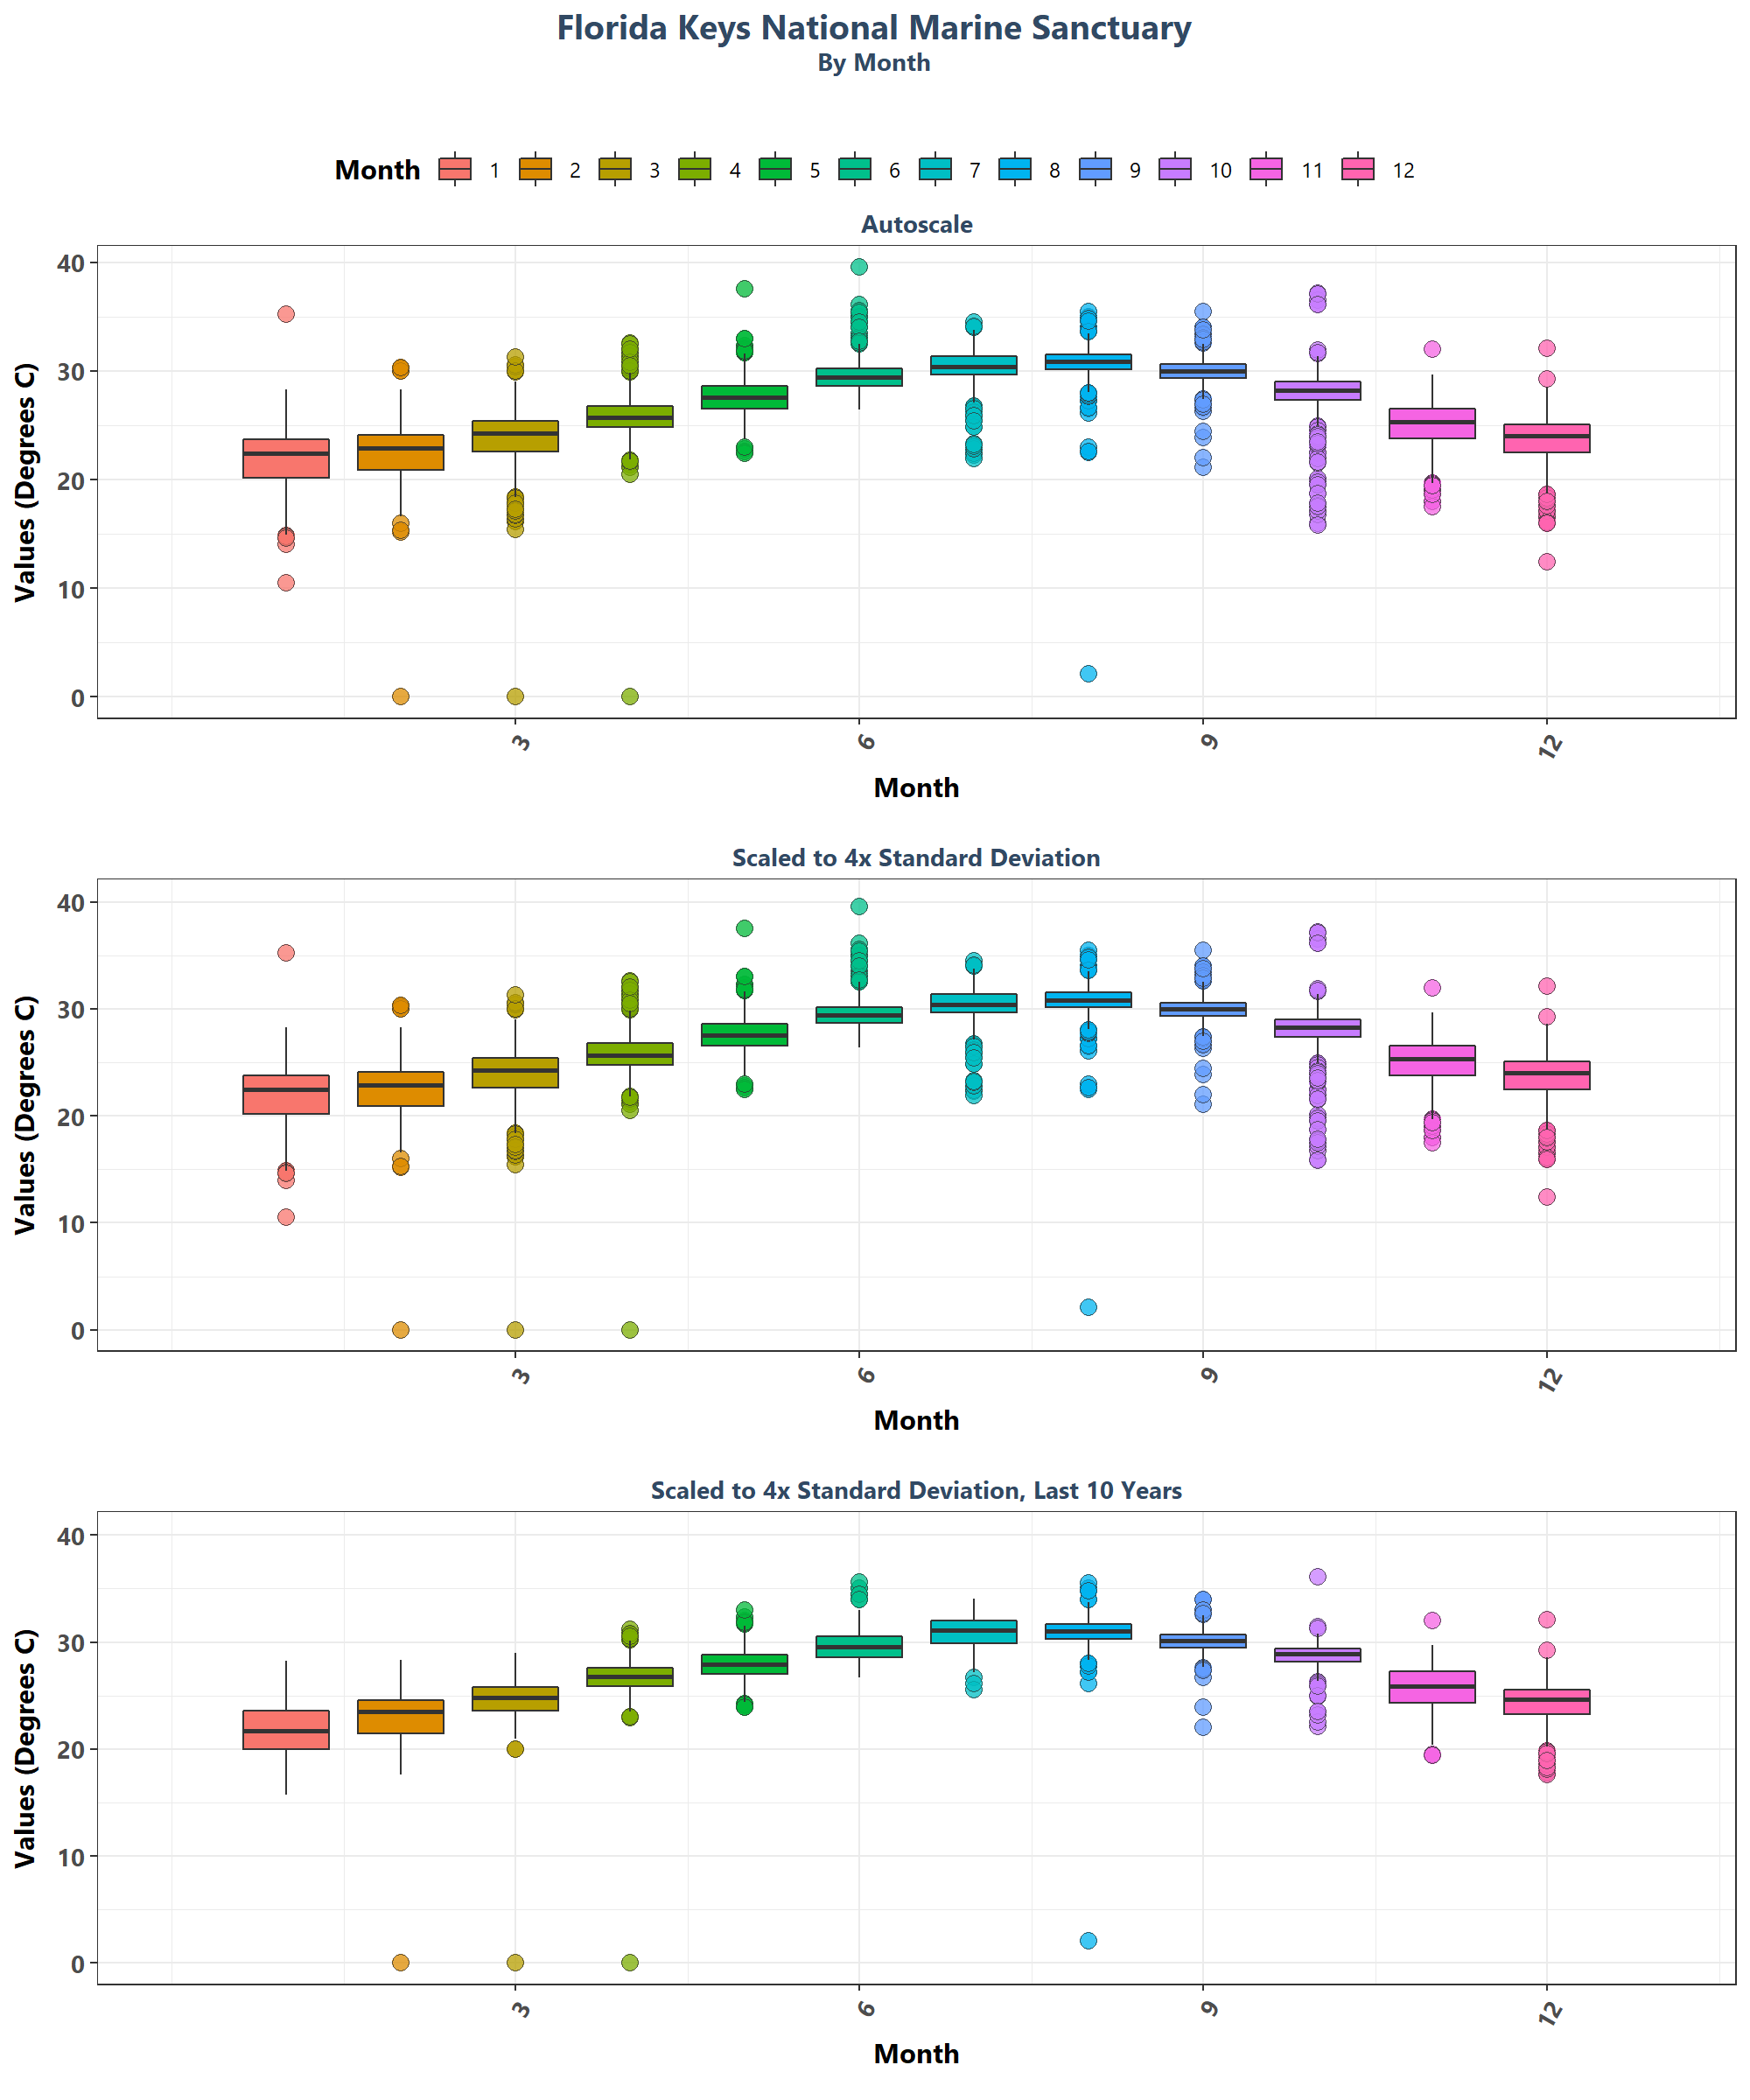 Florida Keys National Marine Sanctuary
By Month
Month 1 2 3 4 5 6 7 8 9 10 11 12
Autoscale
Values (Degrees C)
40
30
20
10
0
3 6 9 12
Month
Scaled to 4x Standard Deviation
Values (Degrees C)
40
30
20
10
0
3 6 9 12
Month
Scaled to 4x Standard Deviation, Last 10 Years
Values (Degrees C)
40
30
20
10
0
3 6 9 12
Month